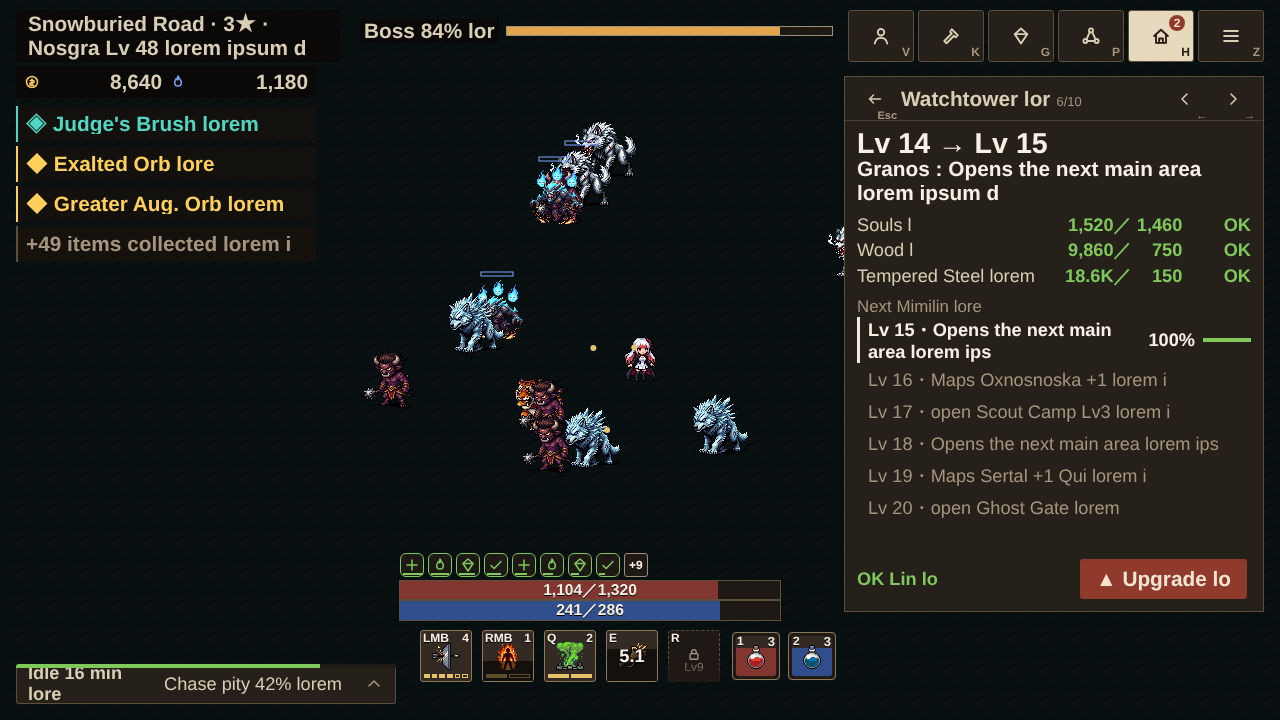 Snowburied Road · 3★ ·
Nosgra Lv 48 lorem ipsum d
8,640 1,180
◈ Judge's Brush lorem
◆ Exalted Orb lore
◆ Greater Aug. Orb lorem
+49 items collected lorem i
Boss 84% lor
V K G P 2 H Z
← Esc Watchtower lor 6/10 ← →
Lv 14 → Lv 15
Granos : Opens the next main area
lorem ipsum d
Souls l 1,520／ 1,460 OK
Wood l 9,860／ 750 OK
Tempered Steel lorem 18.6K／ 150 OK
Next Mimilin lore
Lv 15・Opens the next main
area lorem ips
100%
Lv 16・Maps Oxnosnoska +1 lorem i
Lv 17・open Scout Camp Lv3 lorem i
Lv 18・Opens the next main area lorem ips
Lv 19・Maps Sertal +1 Qui lorem i
Lv 20・open Ghost Gate lorem
OK Lin lo ▲ Upgrade lo
+9
1,104／1,320
241／286
LMB 4 RMB 1 Q 2 E 5.1 R Lv9 1 3 2 3
Idle 16 min
lore
Chase pity 42% lorem